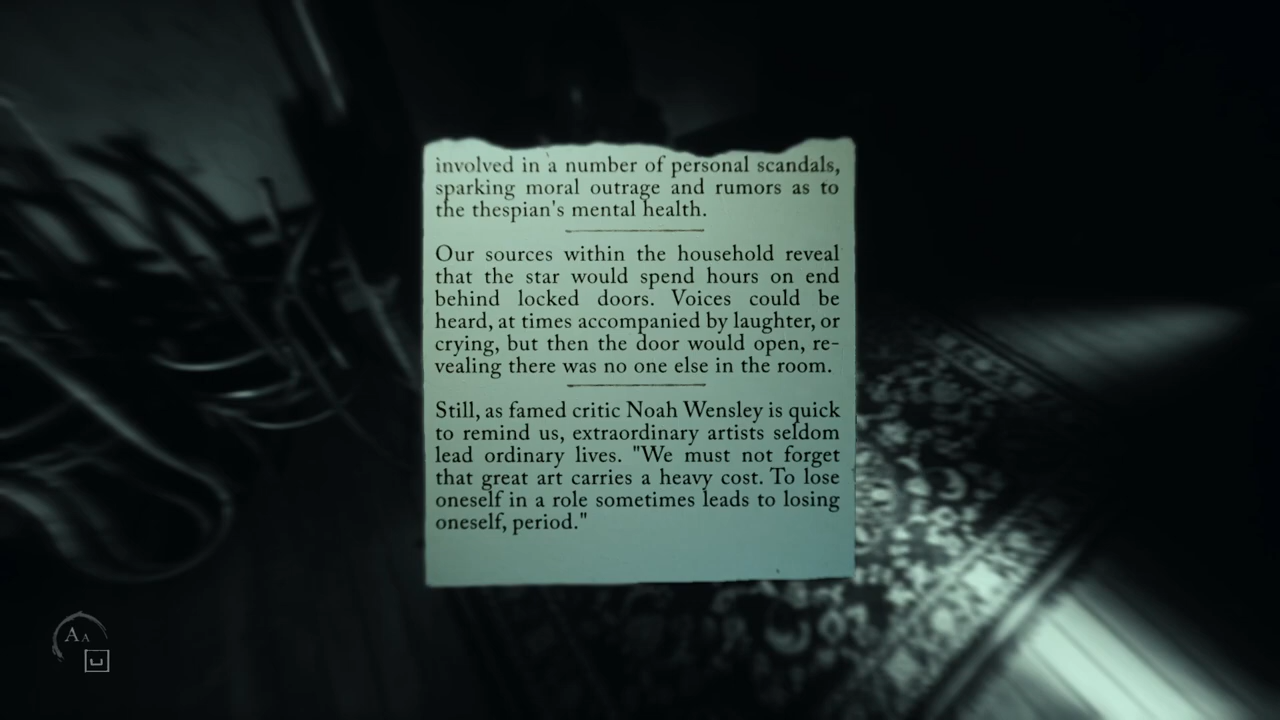 involved in a number of personal scandals,
sparking moral outrage and rumors as to
the thespian's mental health.
Our sources within the household reveal
that the star would spend hours on end
behind locked doors. Voices could be
heard, at times accompanied by laughter, or
crying, but then the door would open, re-
vealing there was no one else in the room.
Still, as famed critic Noah Wensley is quick
to remind us, extraordinary artists seldom
lead ordinary lives. "We must not forget
that great art carries a heavy cost. To lose
oneself in a role sometimes leads to losing
oneself, period."
AA